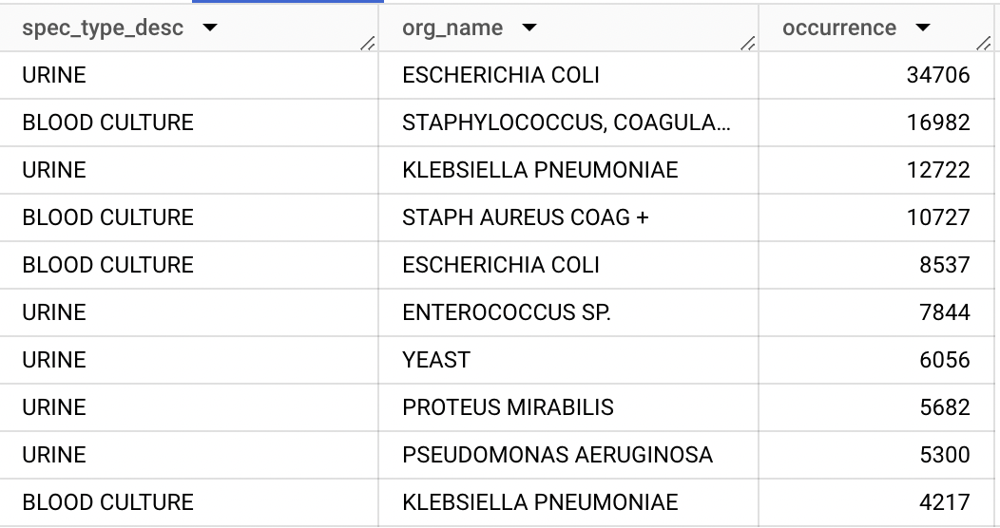 spec_type_desc org_name occurrence
URINE ESCHERICHIA COLI 34706
BLOOD CULTURE STAPHYLOCOCCUS, COAGULA... 16982
URINE KLEBSIELLA PNEUMONIAE 12722
BLOOD CULTURE STAPH AUREUS COAG + 10727
BLOOD CULTURE ESCHERICHIA COLI 8537
URINE ENTEROCOCCUS SP. 7844
URINE YEAST 6056
URINE PROTEUS MIRABILIS 5682
URINE PSEUDOMONAS AERUGINOSA 5300
BLOOD CULTURE KLEBSIELLA PNEUMONIAE 4217